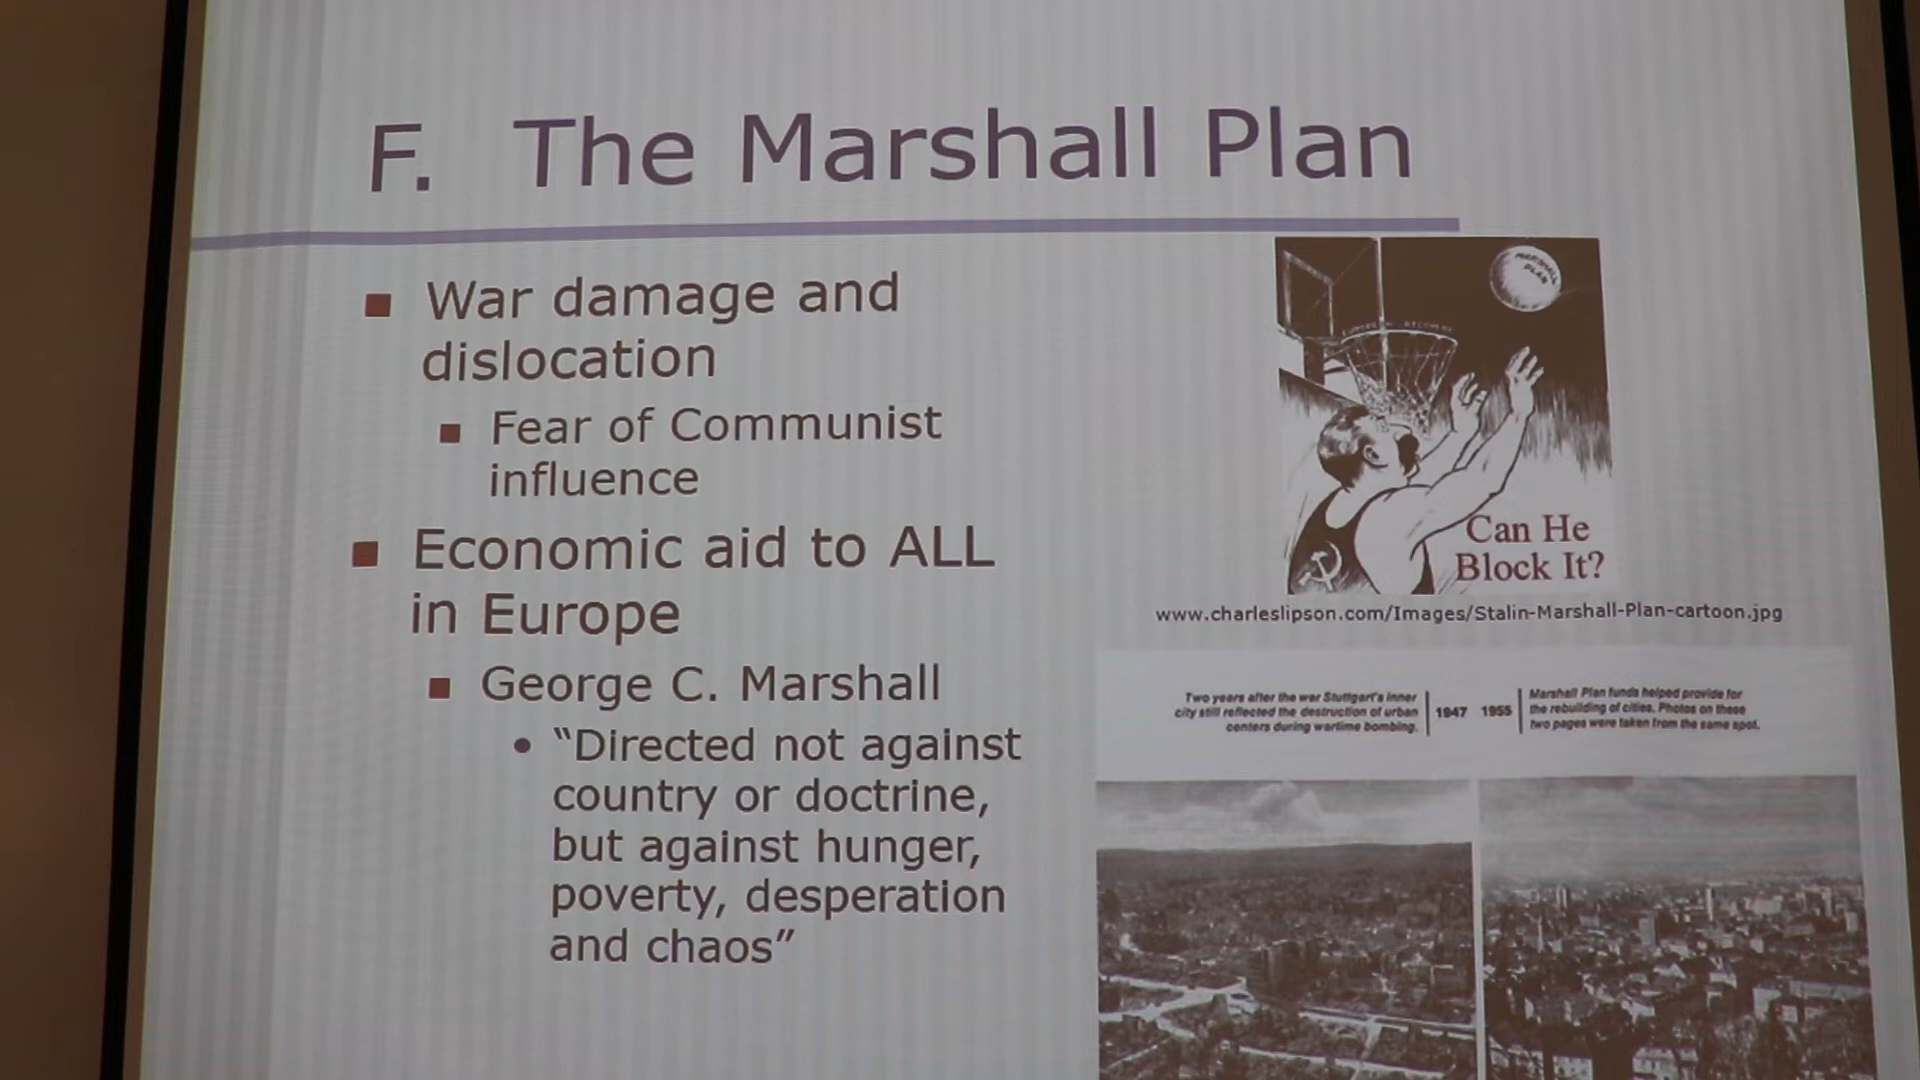 F. The Marshall Plan
War damage and
dislocation
Fear of Communist
influence
Economic aid to ALL
in Europe
George C. Marshall
“Directed not against
country or doctrine,
but against hunger,
poverty, desperation
and chaos”
MARSHALL
PLAN
Can He
Block It?
www.charleslipson.com/Images/Stalin-Marshall-Plan-cartoon.jpg
Two years after the war Stuttgart's inner
city still reflected the destruction of urban
centers during wartime bombing.
1947 1955
Marshall Plan funds helped provide for
the rebuilding of cities. Photos on these
two pages were taken from the same spot.